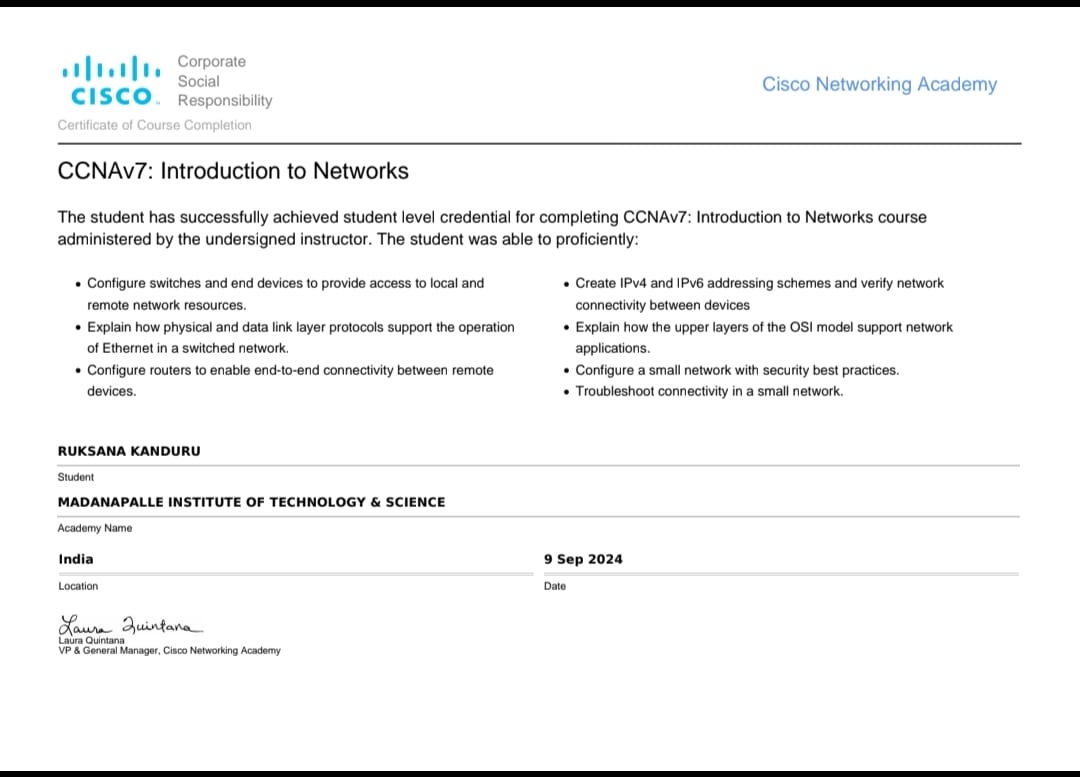 Corporate
Social
Responsibility
CISCO
Cisco Networking Academy
Certificate of Course Completion
CCNAv7: Introduction to Networks
The student has successfully achieved student level credential for completing CCNAv7: Introduction to Networks course
administered by the undersigned instructor. The student was able to proficiently:
• Configure switches and end devices to provide access to local and
remote network resources.
• Explain how physical and data link layer protocols support the operation
of Ethernet in a switched network.
• Configure routers to enable end-to-end connectivity between remote
devices.
• Create IPv4 and IPv6 addressing schemes and verify network
connectivity between devices
• Explain how the upper layers of the OSI model support network
applications.
• Configure a small network with security best practices.
• Troubleshoot connectivity in a small network.
RUKSANA KANDURU
Student
MADANAPALLE INSTITUTE OF TECHNOLOGY & SCIENCE
Academy Name
India
Location
9 Sep 2024
Date
Laura Quintana
Laura Quintana
VP & General Manager, Cisco Networking Academy